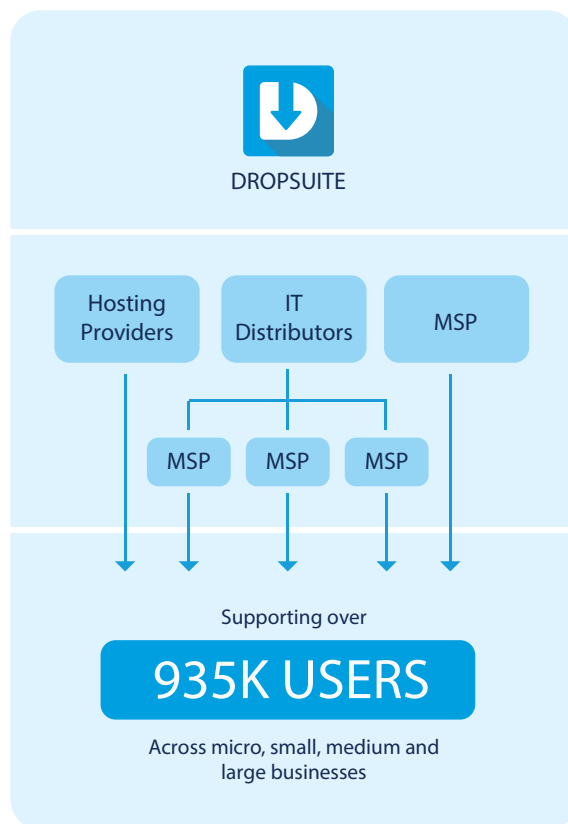 DROPSUITE
Hosting
Providers
IT
Distributors
MSP
MSP
MSP
MSP
Supporting over
935K USERS
Across micro, small, medium and
large businesses